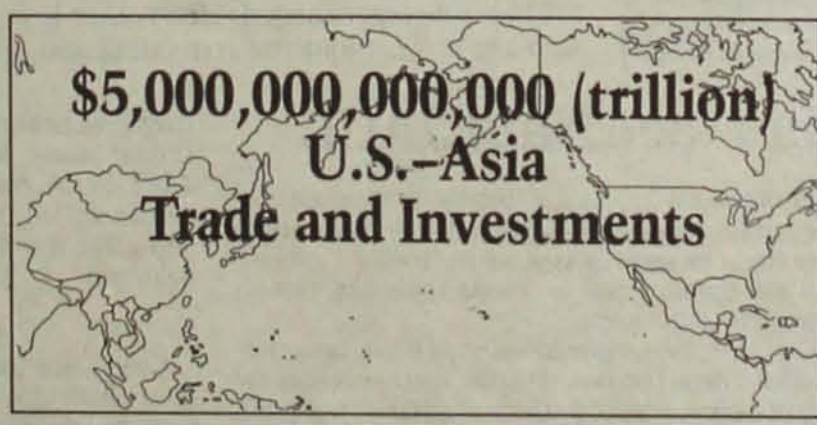 $5,000,000,000,000 (trillion)
U.S.–Asia
Trade and Investments